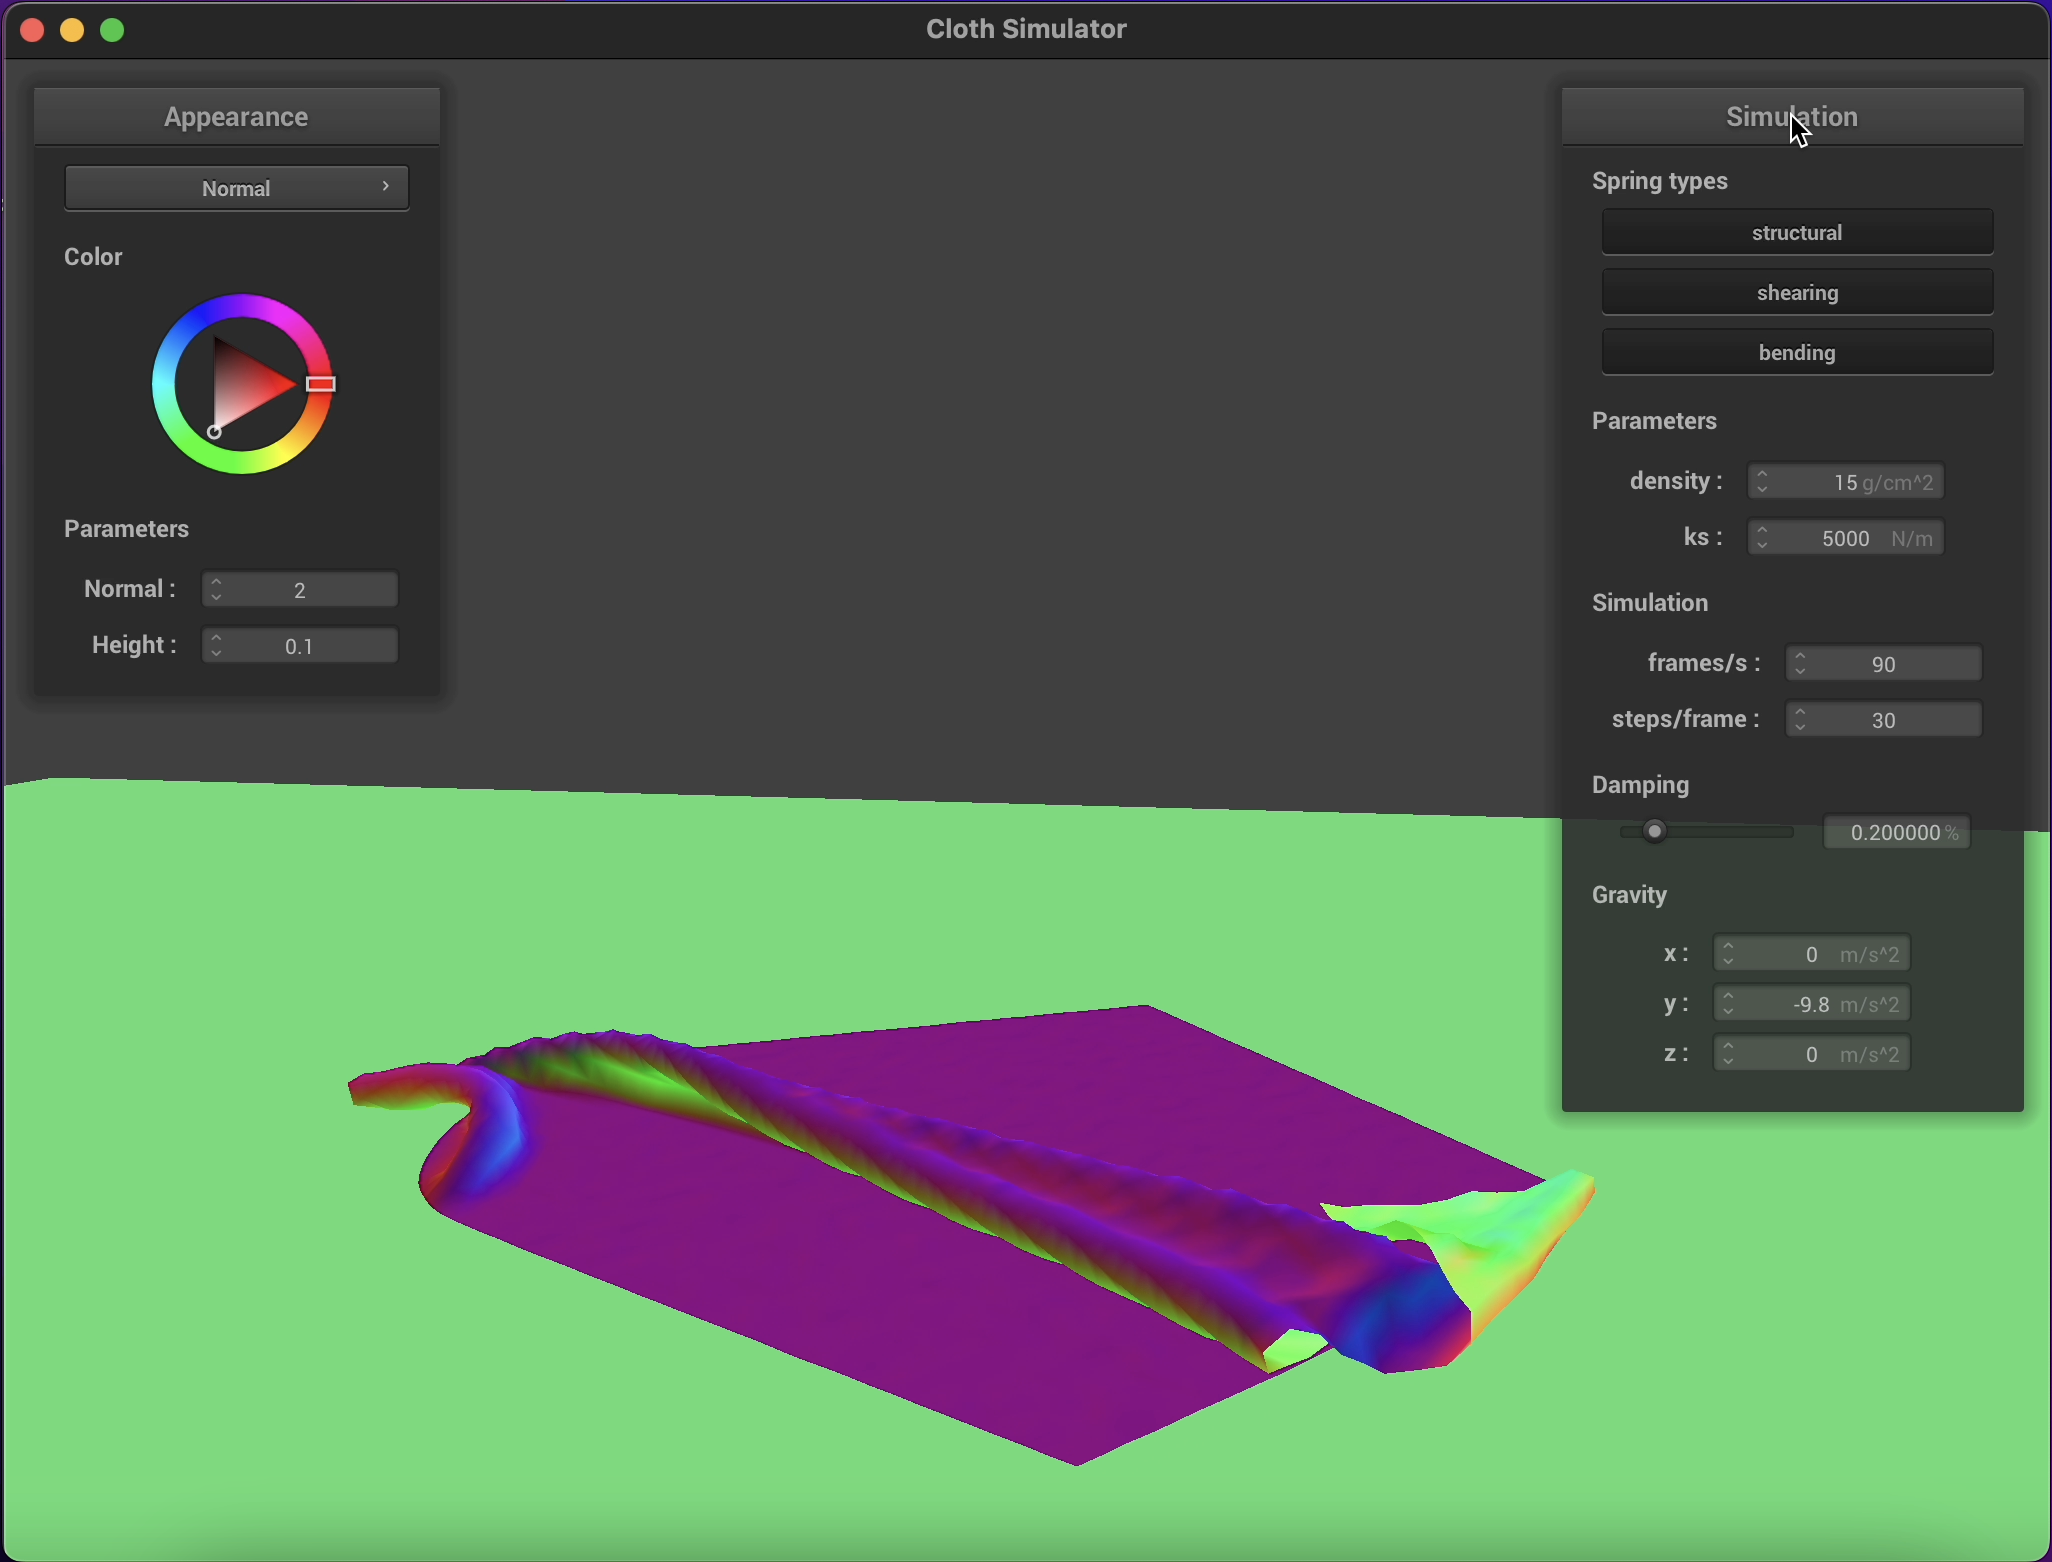 Cloth Simulator
Appearance
Normal
Color
Parameters
Normal :
2
Height :
0.1
Simulation
Spring types
structural
shearing
bending
Parameters
density :
15 g/cm^2
ks :
5000 N/m
Simulation
frames/s :
90
steps/frame :
30
Damping
0.200000 %
Gravity
x :
0 m/s^2
y :
-9.8 m/s^2
z :
0 m/s^2